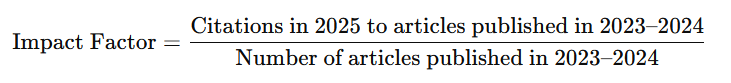 Impact Factor = Citations in 2025 to articles published in 2023–2024
Number of articles published in 2023–2024